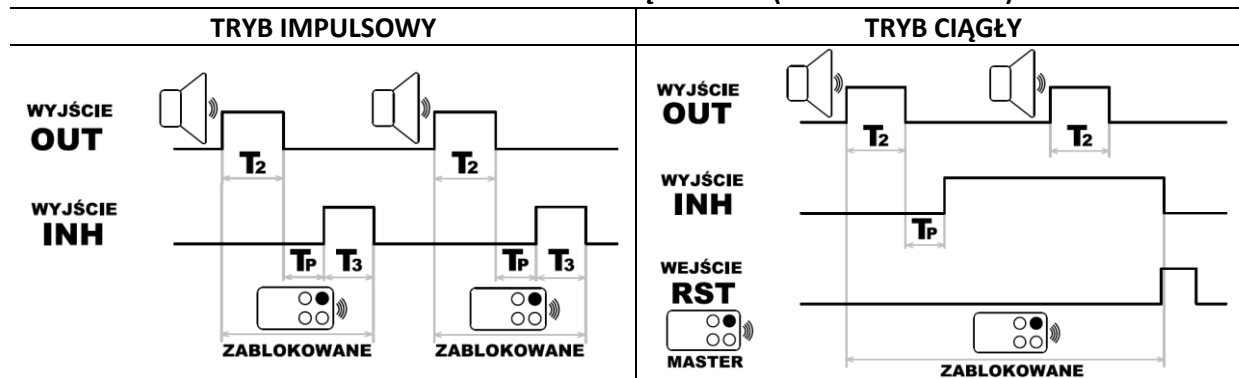 TRYB IMPULSOWY
TRYB CIĄGŁY
WYJŚCIE
OUT
T2
T2
WYJŚCIE
INH
TP
T3
TP
T3
ZABLOKOWANE
ZABLOKOWANE
WYJŚCIE
OUT
T2
T2
WYJŚCIE
INH
TP
WEJŚCIE
RST
MASTER
ZABLOKOWANE